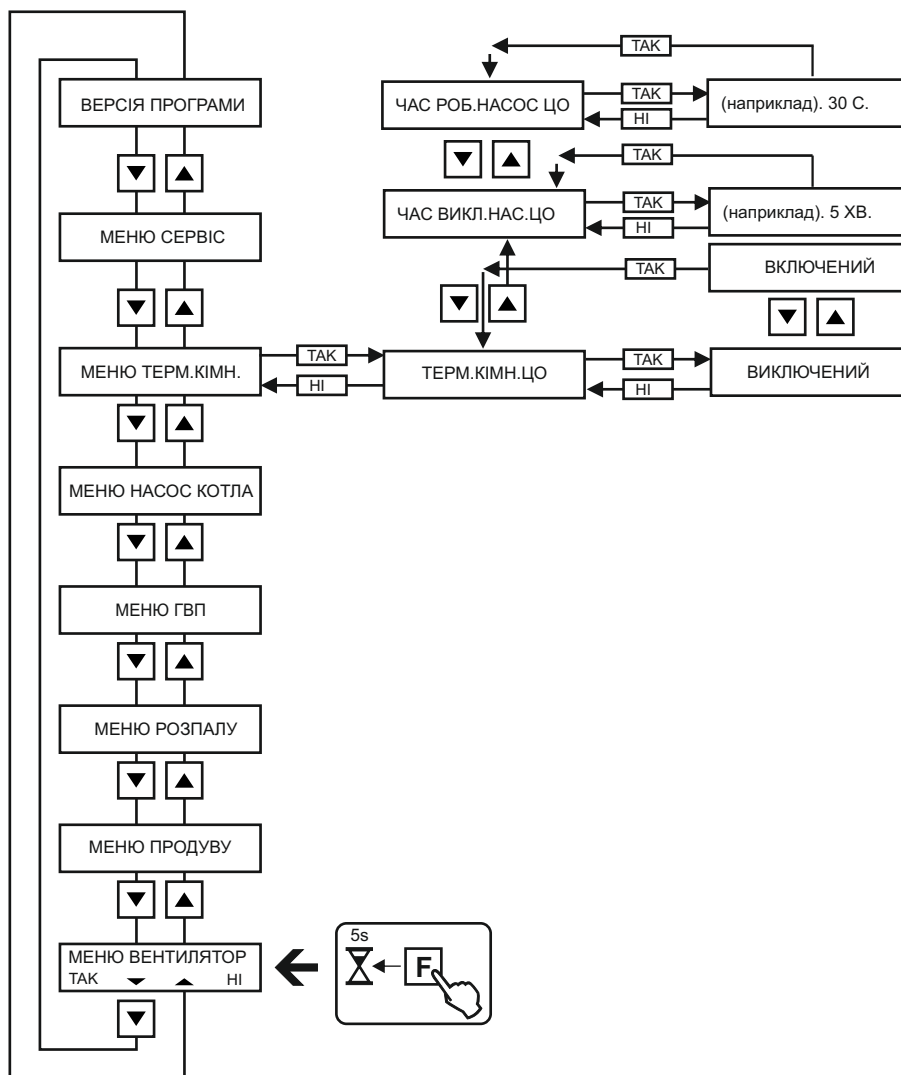 ТАК
ВЕРСІЯ ПРОГРАМИ
ЧАС РОБ.НАСОС ЦО
ТАК
НІ
(наприклад). 30 С.
ТАК
МЕНЮ СЕРВІС
ЧАС ВИКЛ.НАС.ЦО
ТАК
НІ
(наприклад). 5 ХВ.
ТАК
ВКЛЮЧЕНИЙ
МЕНЮ ТЕРМ.КІМН.
ТАК
НІ
ТЕРМ.КІМН.ЦО
ТАК
НІ
ВИКЛЮЧЕНИЙ
МЕНЮ НАСОС КОТЛА
МЕНЮ ГВП
МЕНЮ РОЗПАЛУ
МЕНЮ ПРОДУВУ
МЕНЮ ВЕНТИЛЯТОР
ТАК НІ
5s
F